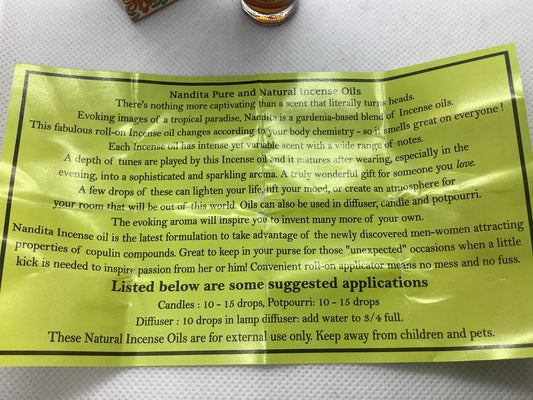 Nandita Pure and Natural Incense Oils
There's nothing more captivating than a scent that literally turns heads.
Evoking images of a tropical paradise, Nandita is a gardenia-based blend of Incense oils.
This fabulous roll-on Incense oil changes according to your body chemistry - so it smells great on everyone !
Each Incense oil has intense yet variable scent with a wide range of notes.
A depth of tunes are played by this Incense oil and it matures after wearing, especially in the
evening, into a sophisticated and sparkling aroma. A truly wonderful gift for someone you love.
A few drops of these can lighten your life, lift your mood, or create an atmosphere for
your room that will be out of this world. Oils can also be used in diffuser, candle and potpourri.
The evoking aroma will inspire you to invent many more of your own.
Nandita Incense oil is the latest formulation to take advantage of the newly discovered men-women attracting
properties of copulin compounds. Great to keep in your purse for those "unexpected" occasions when a little
kick is needed to inspire passion from her or him! Convenient roll-on applicator means no mess and no fuss.
Listed below are some suggested applications
Candles : 10 - 15 drops, Potpourri: 10 - 15 drops
Diffuser : 10 drops in lamp diffuser: add water to 3/4 full.
These Natural Incense Oils are for external use only. Keep away from children and pets.